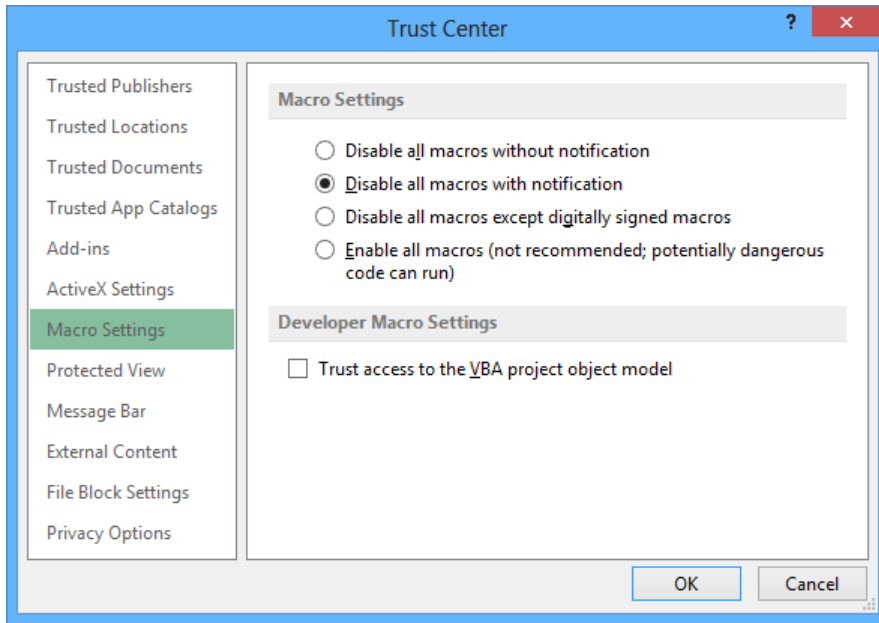 Trust Center
?
×
Trusted Publishers
Trusted Locations
Trusted Documents
Trusted App Catalogs
Add-ins
ActiveX Settings
Macro Settings
Protected View
Message Bar
External Content
File Block Settings
Privacy Options
Macro Settings
Disable all macros without notification
Disable all macros with notification
Disable all macros except digitally signed macros
Enable all macros (not recommended; potentially dangerous
code can run)
Developer Macro Settings
Trust access to the VBA project object model
OK
Cancel